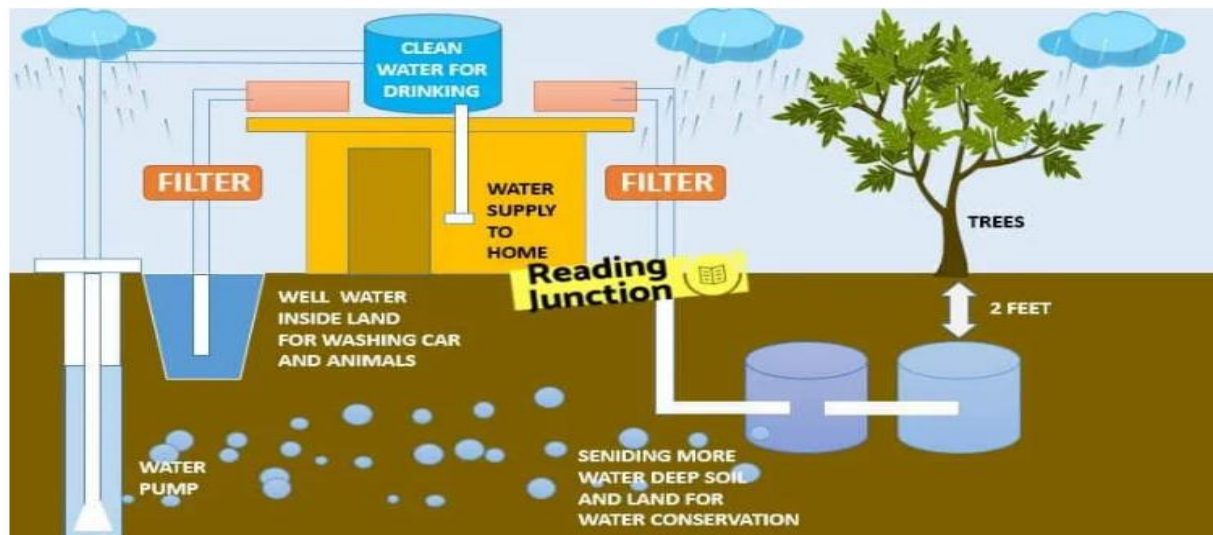 CLEAN
WATER FOR
DRINKING
FILTER
FILTER
WATER
SUPPLY
TO
HOME
TREES
Reading
Junction
WELL WATER
INSIDE LAND
FOR WASHING CAR
AND ANIMALS
2 FEET
WATER
PUMP
SENIDING MORE
WATER DEEP SOIL
AND LAND FOR
WATER CONSERVATION